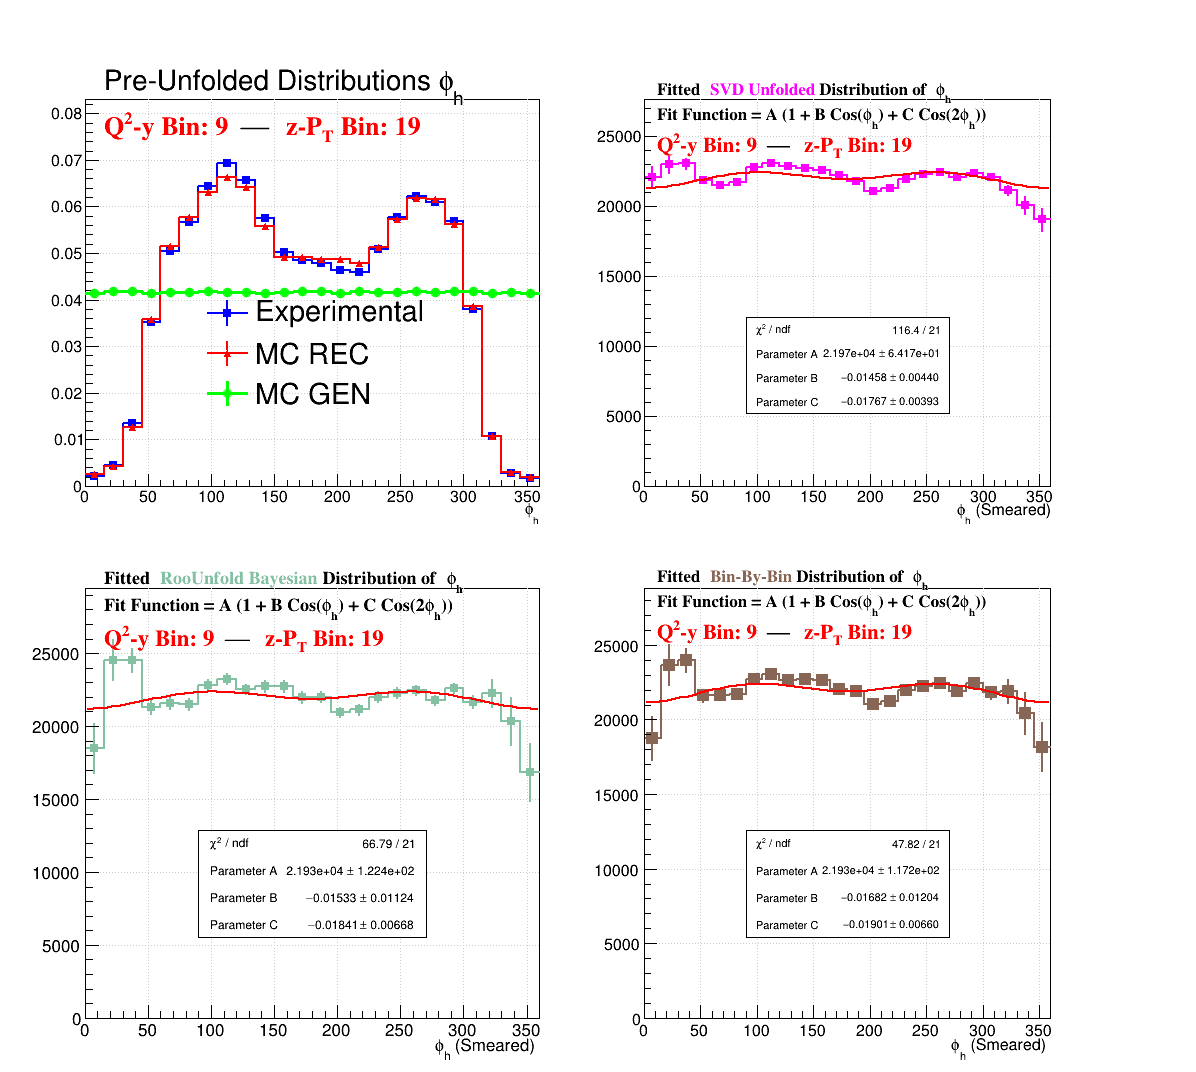 Pre-Unfolded Distributions ϕh
Q2-y Bin: 9 — z-PT Bin: 19
0.08
0.07
0.06
0.05
0.04
0.03
0.02
0.01
0
Experimental
MC REC
MC GEN
0 50 100 150 200 250 300
ϕh
Fitted SVD Unfolded Distribution of ϕh
Fit Function = A (1 + B Cos(ϕh) + C Cos(2ϕh))
Q2-y Bin: 9 — z-PT Bin: 19
25000
20000
15000
10000
5000
0
χ2 / ndf 116.4 / 21
Parameter A 2.197e+04 ± 6.417e+01
Parameter B −0.01458 ± 0.00440
Parameter C −0.01767 ± 0.00393
0 50 100 150 200 250 300 350
ϕh (Smeared)
Fitted RooUnfold Bayesian Distribution of ϕh
Fit Function = A (1 + B Cos(ϕh) + C Cos(2ϕh))
Q2-y Bin: 9 — z-PT Bin: 19
25000
20000
15000
10000
5000
0
χ2 / ndf 66.79 / 21
Parameter A 2.193e+04 ± 1.224e+02
Parameter B −0.01533 ± 0.01124
Parameter C −0.01841 ± 0.00668
0 50 100 150 200 250 300 350
ϕh (Smeared)
Fitted Bin-By-Bin Distribution of ϕh
Fit Function = A (1 + B Cos(ϕh) + C Cos(2ϕh))
Q2-y Bin: 9 — z-PT Bin: 19
25000
20000
15000
10000
5000
0
χ2 / ndf 47.82 / 21
Parameter A 2.193e+04 ± 1.172e+02
Parameter B −0.01682 ± 0.01204
Parameter C −0.01901 ± 0.00660
0 50 100 150 200 250 300 350
ϕh (Smeared)